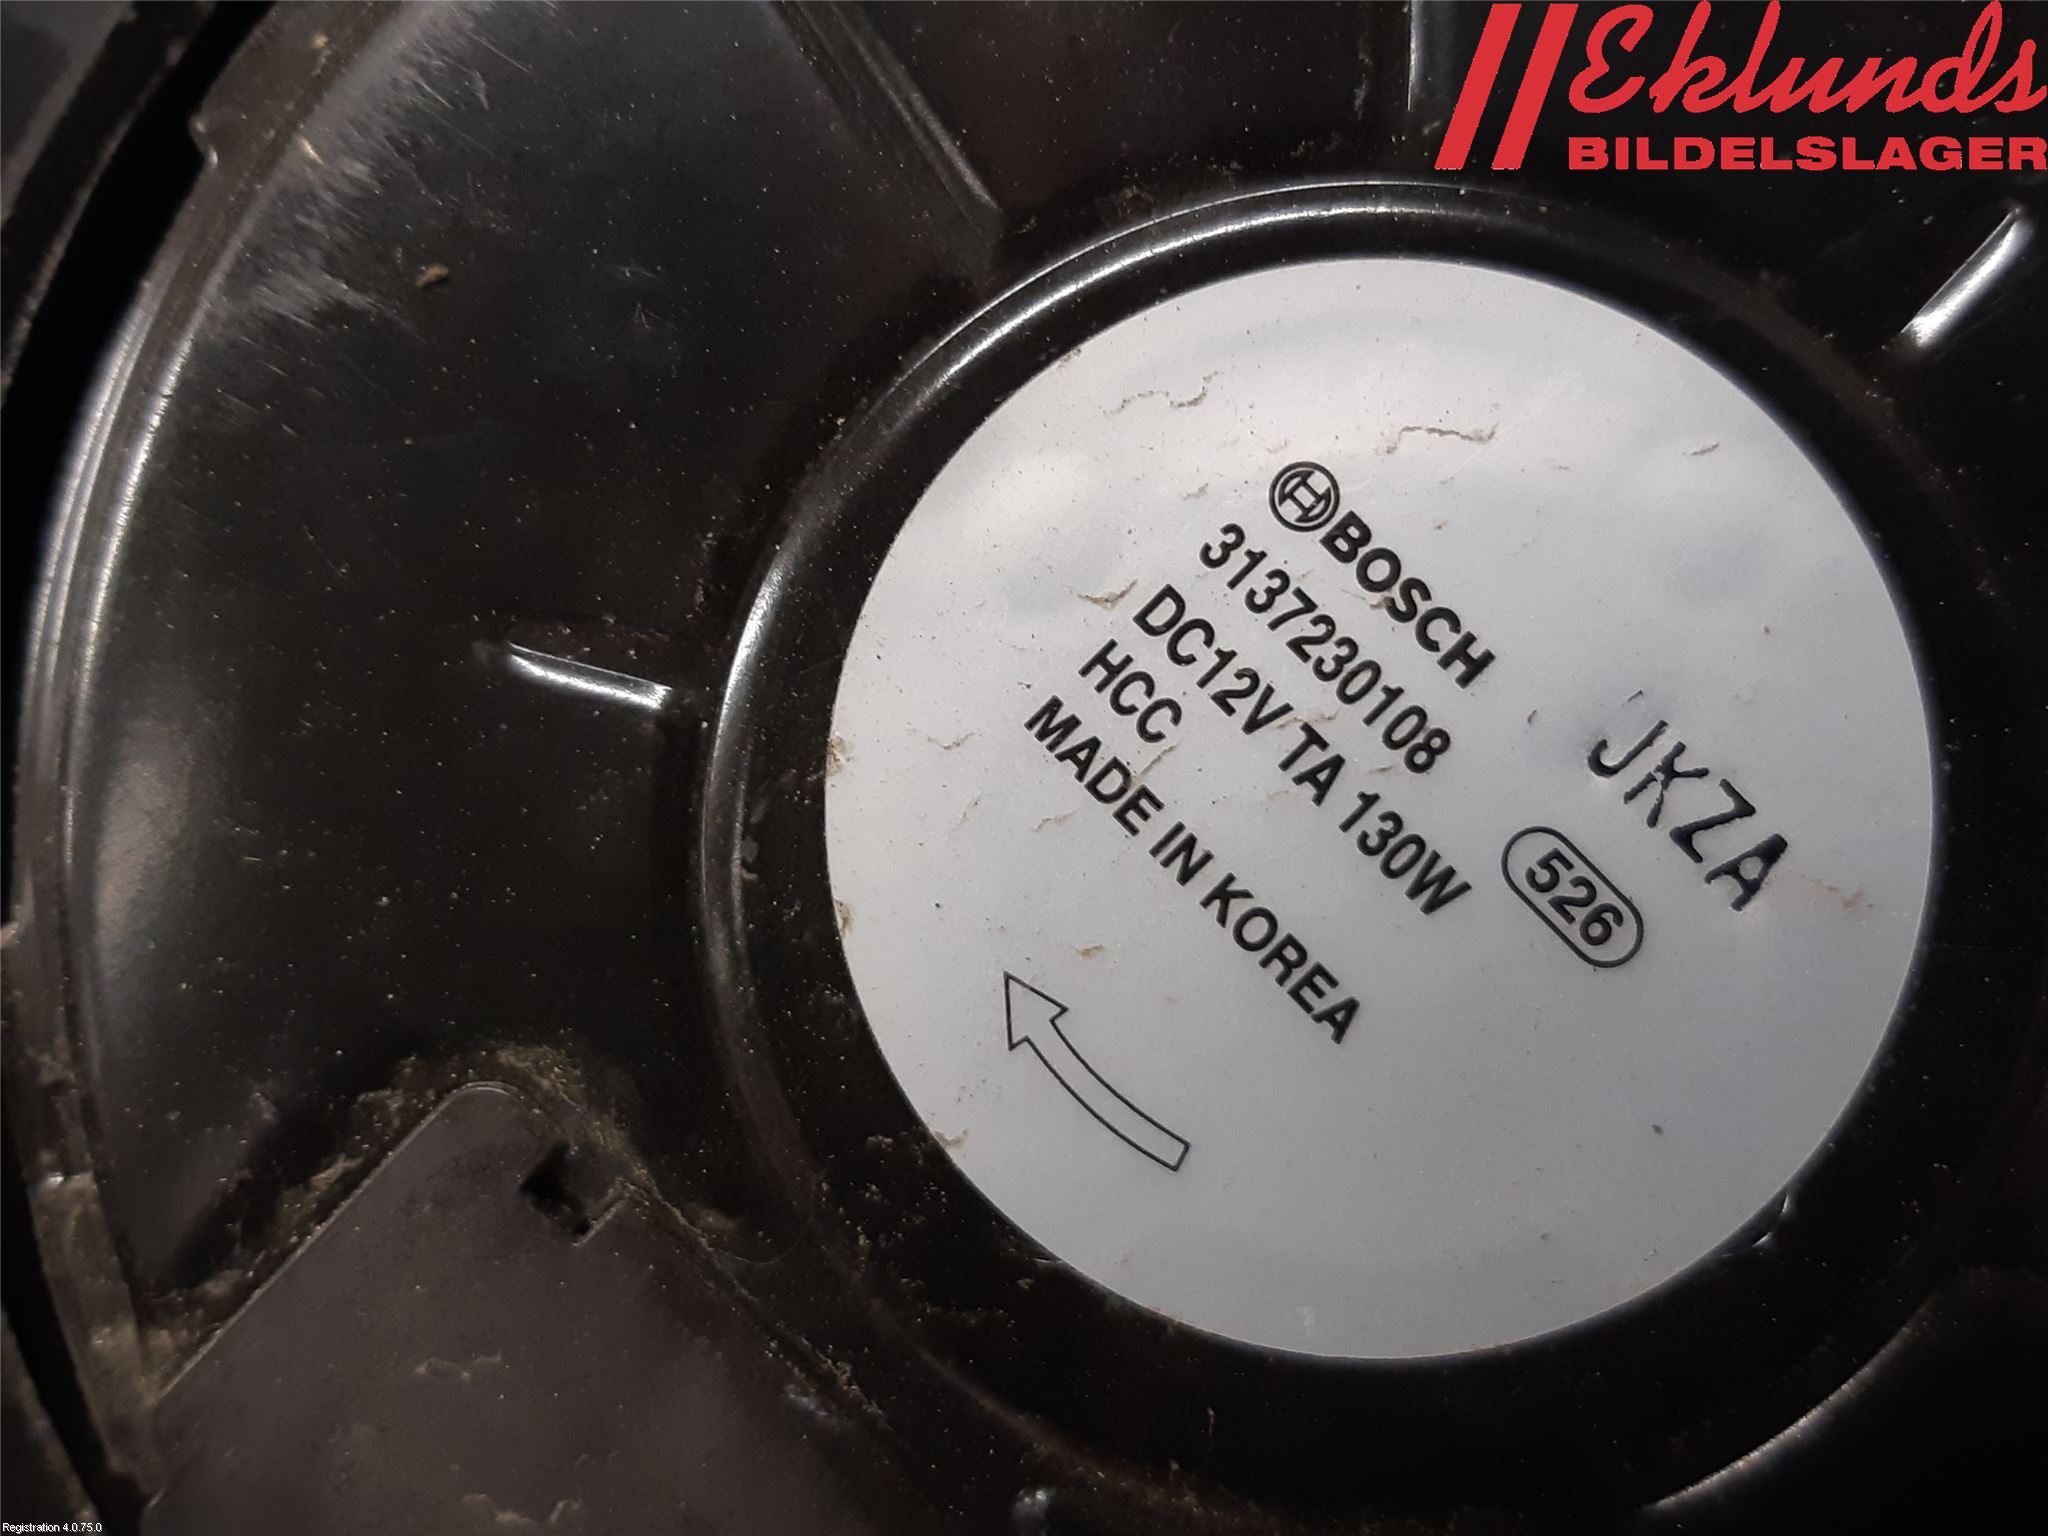 Eklunds
BILDELSLAGER
BOSCH
3137230108
DC12V TA 130W
HCC
MADE IN KOREA
JKZA
526
Registration 4.0.75.0